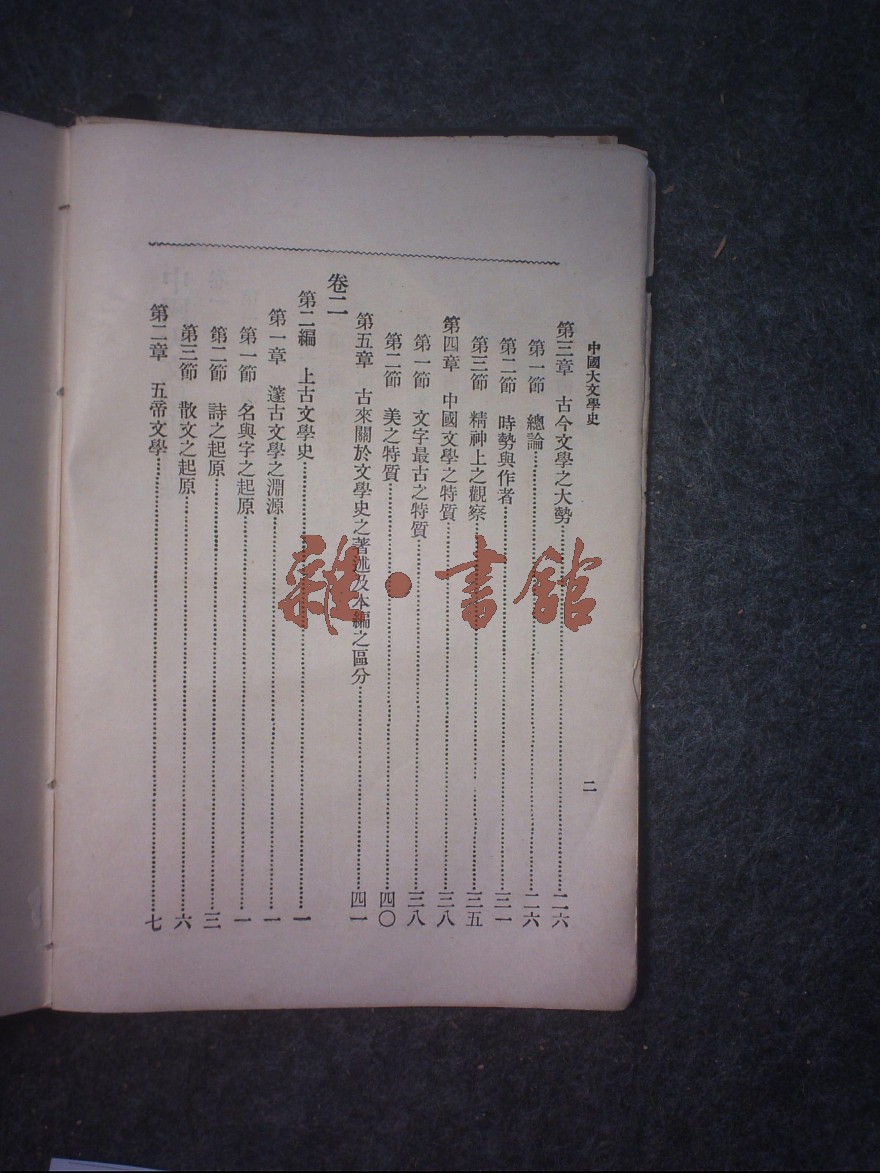 中國大文學史
二
第三章　古今文學之大勢……二六
第一節　總論……二六
第二節　時勢與作者……三一
第三節　精神上之觀察……三五
第四章　中國文學之特質……三八
第一節　文字最古之特質……三八
第二節　美之特質……四〇
第五章　古來關於文學史之著述及本編之區分……四一
卷二
第二編　上古文學史……一
第一章　邃古文學之淵源……一
第一節　名與字之起原……一
第二節　詩之起原……三
第三節　散文之起原……六
第二章　五帝文學……七
雜·書館